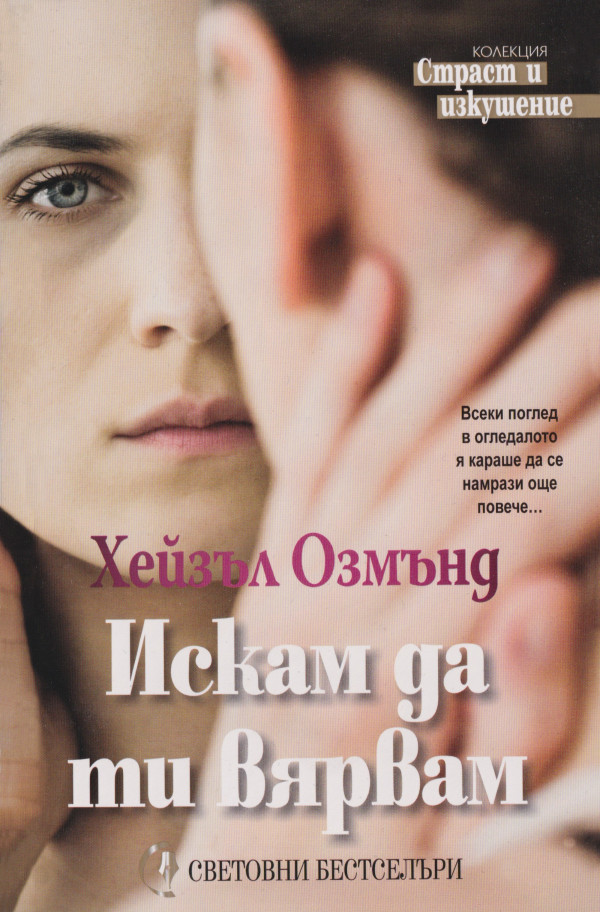 КОЛЕКЦИЯ
Страст и
изкушение
Всеки поглед
в огледалото
я караше да се
намрази още
повече...
Хейзъл Озмънд
Искам да
ти вярвам
СВЕТОВНИ БЕСТСЕЛЪРИ